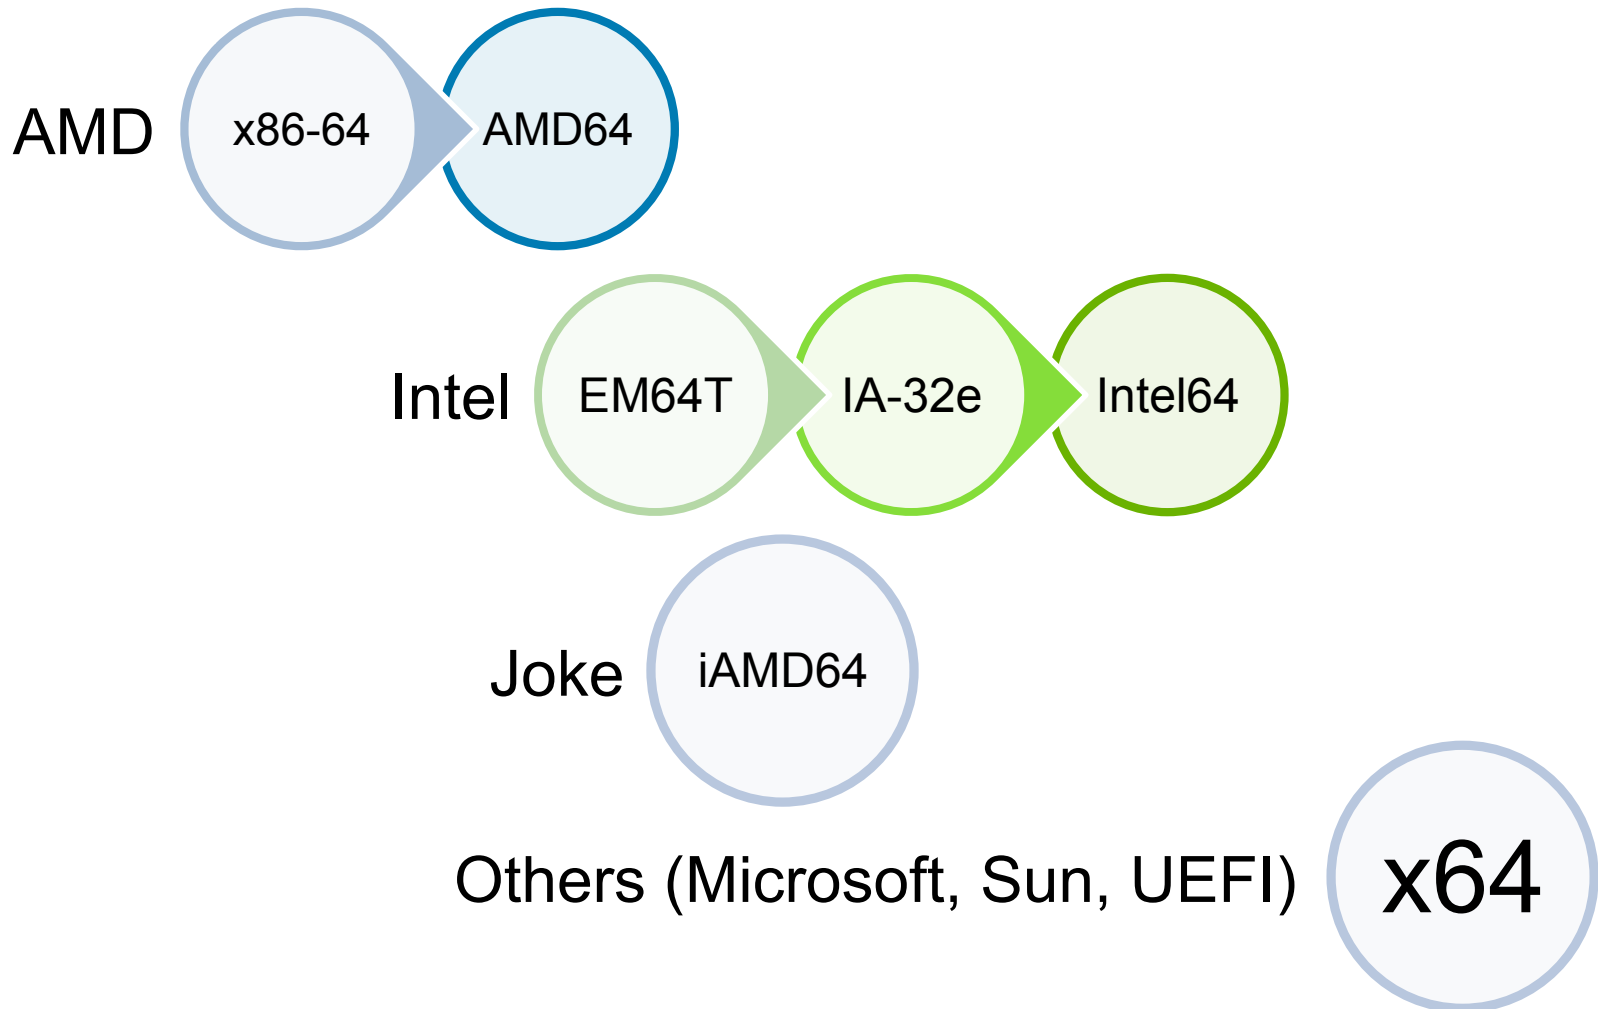 AMD x86-64 AMD64
Intel EM64T IA-32e Intel64
Joke iAMD64
Others (Microsoft, Sun, UEFI) x64